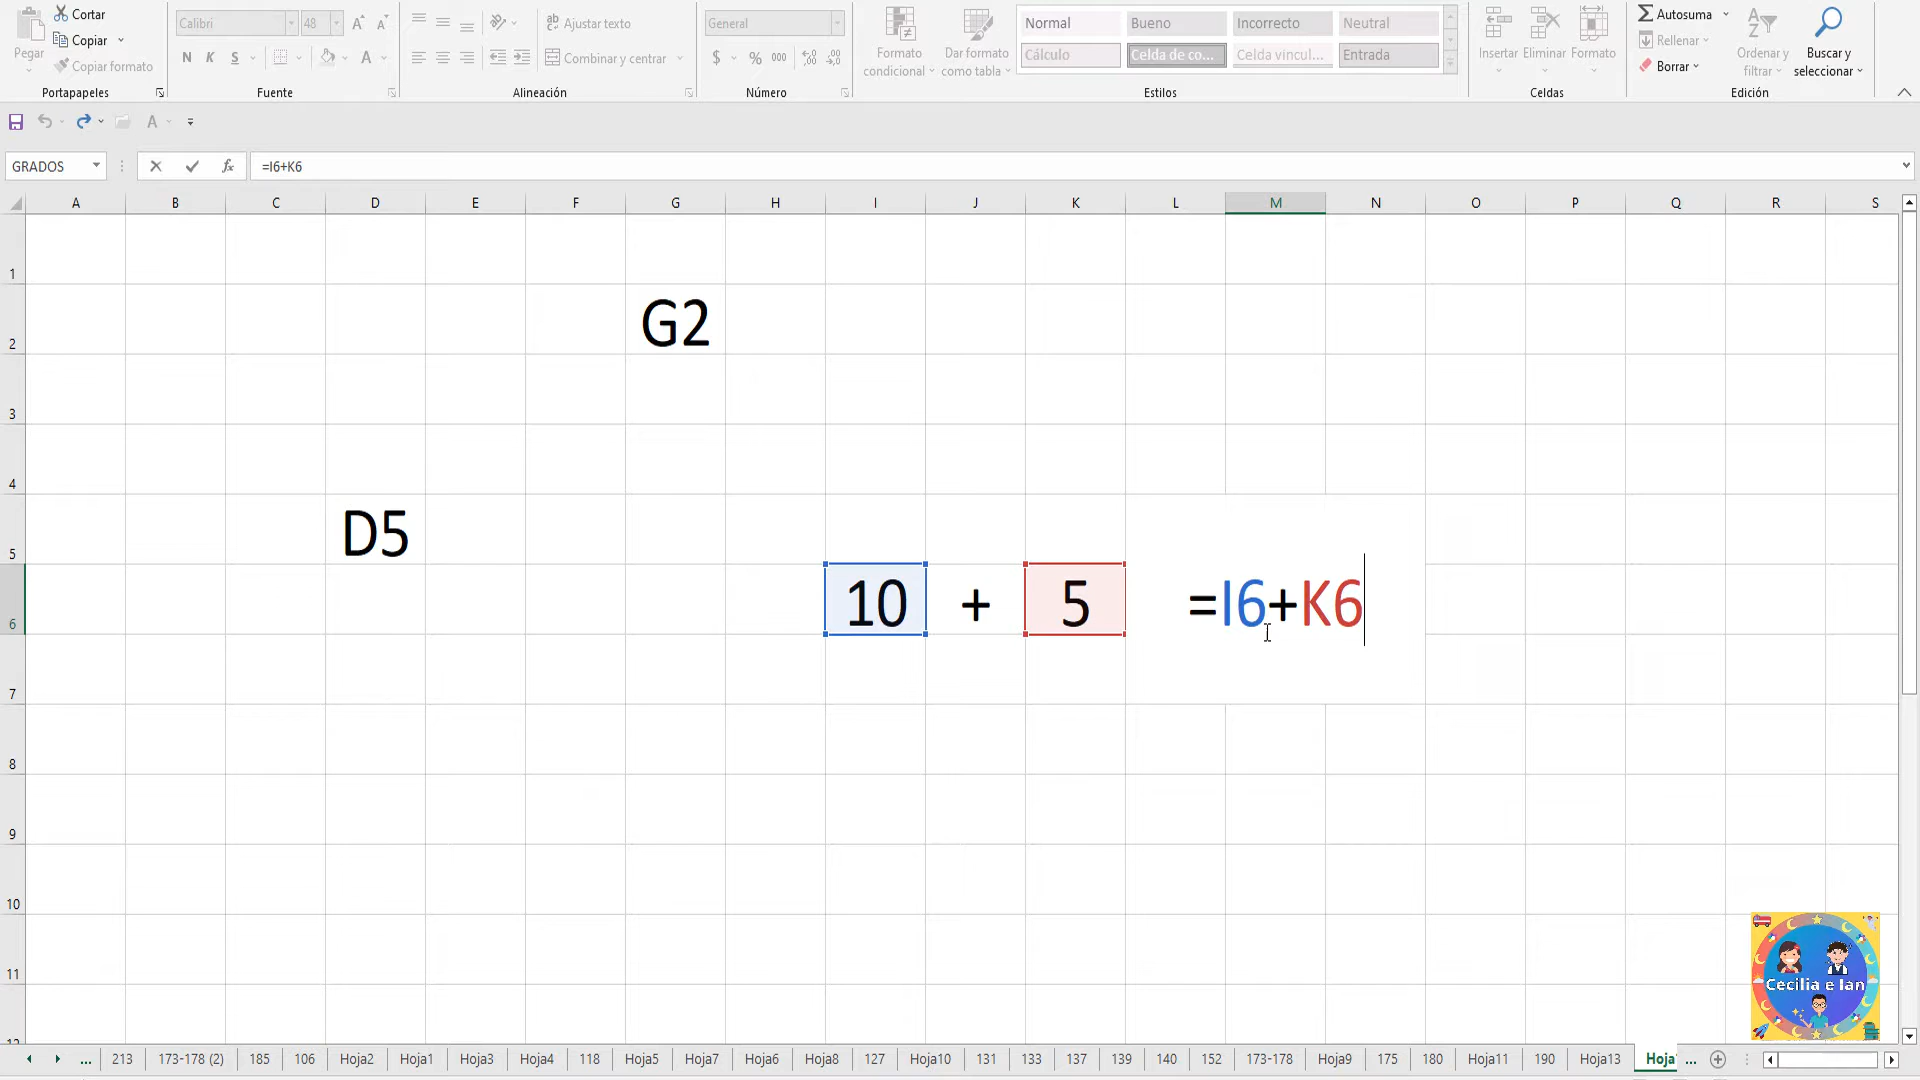 Pegar
Cortar
Copiar
Copiar formato
Portapapeles
Calibri 48
N K S A
Fuente
Ajustar texto
Combinar y centrar
Alineación
General
$ % 000
Número
Formato condicional
Dar formato como tabla
Normal Bueno Incorrecto Neutral
Cálculo Celda de co... Celda vincul... Entrada
Estilos
Insertar Eliminar Formato
Celdas
Autosuma
Rellenar
Borrar
Ordenar y filtrar
Buscar y seleccionar
Edición
GRADOS fx =I6+K6
A B C D E F G H I J K L M N O P Q R S
1
2 G2
3
4
5 D5
6 10 + 5 =I6+K6
7
8
9
10
11
12
Cecilia e Ian
... 213 173-178 (2) 185 106 Hoja2 Hoja1 Hoja3 Hoja4 118 Hoja5 Hoja7 Hoja6 Hoja8 127 Hoja10 131 133 137 139 140 152 173-178 Hoja9 175 180 Hoja11 190 Hoja13 Hoja ...